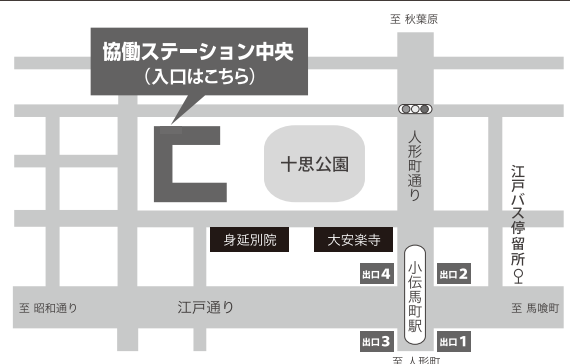 至 秋葉原
協働ステーション中央
（入口はこちら）
人形町通り
十思公園
江戸バス停留所
身延別院
大安楽寺
小伝馬町駅
出口4
出口2
至 昭和通り
江戸通り
至 馬喰町
出口3
出口1
至 人形町